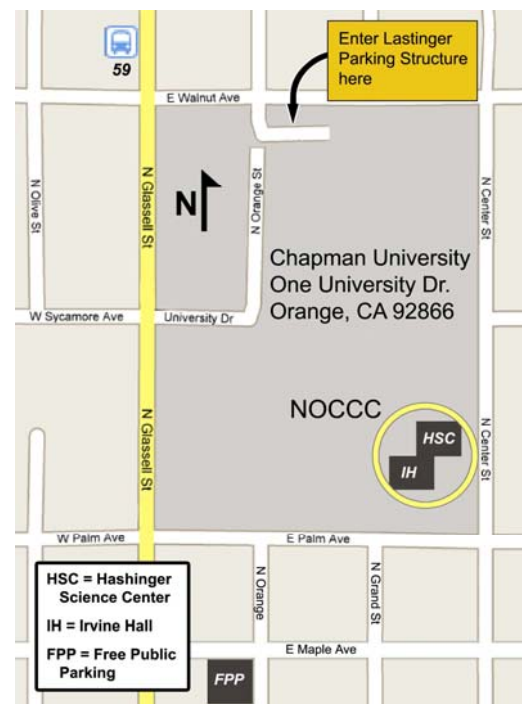 Enter Lastinger
Parking Structure
here
59
E Walnut Ave
N Olive St
N Glassell St
N
N Orange St
N Center St
Chapman University
One University Dr.
Orange, CA 92866
W Sycamore Ave
University Dr
NOCCC
HSC
IH
N Glassell St
N Center St
W Palm Ave
E Palm Ave
HSC = Hashinger
Science Center
IH = Irvine Hall
FPP = Free Public
Parking
N Orange
N Grand St
E Maple Ave
FPP